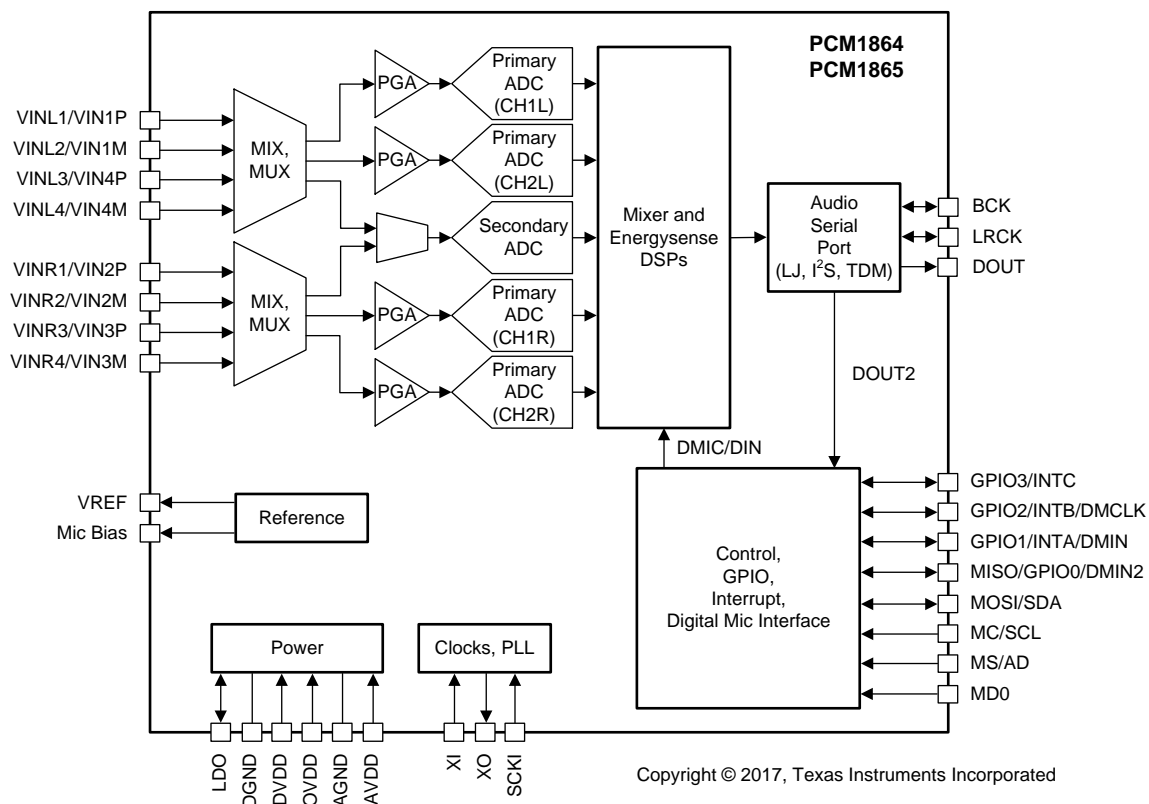 PCM1864
PCM1865
VINL1/VIN1P
VINL2/VIN1M
VINL3/VIN4P
VINL4/VIN4M
VINR1/VIN2P
VINR2/VIN2M
VINR3/VIN3P
VINR4/VIN3M
MIX,
MUX
MIX,
MUX
PGA
Primary
ADC
(CH1L)
PGA
Primary
ADC
(CH2L)
Secondary
ADC
PGA
Primary
ADC
(CH1R)
PGA
Primary
ADC
(CH2R)
Mixer and
Energysense
DSPs
Audio
Serial
Port
(LJ, I²S, TDM)
BCK
LRCK
DOUT
DOUT2
DMIC/DIN
VREF
Mic Bias
Reference
Control,
GPIO,
Interrupt,
Digital Mic Interface
GPIO3/INTC
GPIO2/INTB/DMCLK
GPIO1/INTA/DMIN
MISO/GPIO0/DMIN2
MOSI/SDA
MC/SCL
MS/AD
MD0
Power
Clocks, PLL
LDO
DGND
DVDD
OVDD
AGND
AVDD
XI
XO
SCKI
Copyright © 2017, Texas Instruments Incorporated